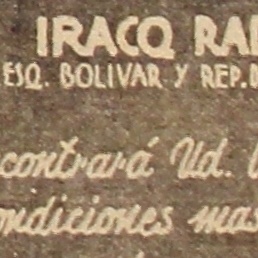 IRACQ RA
ESQ. BOLIVAR Y REP. D
contrará Ud. l
ondiciones mas